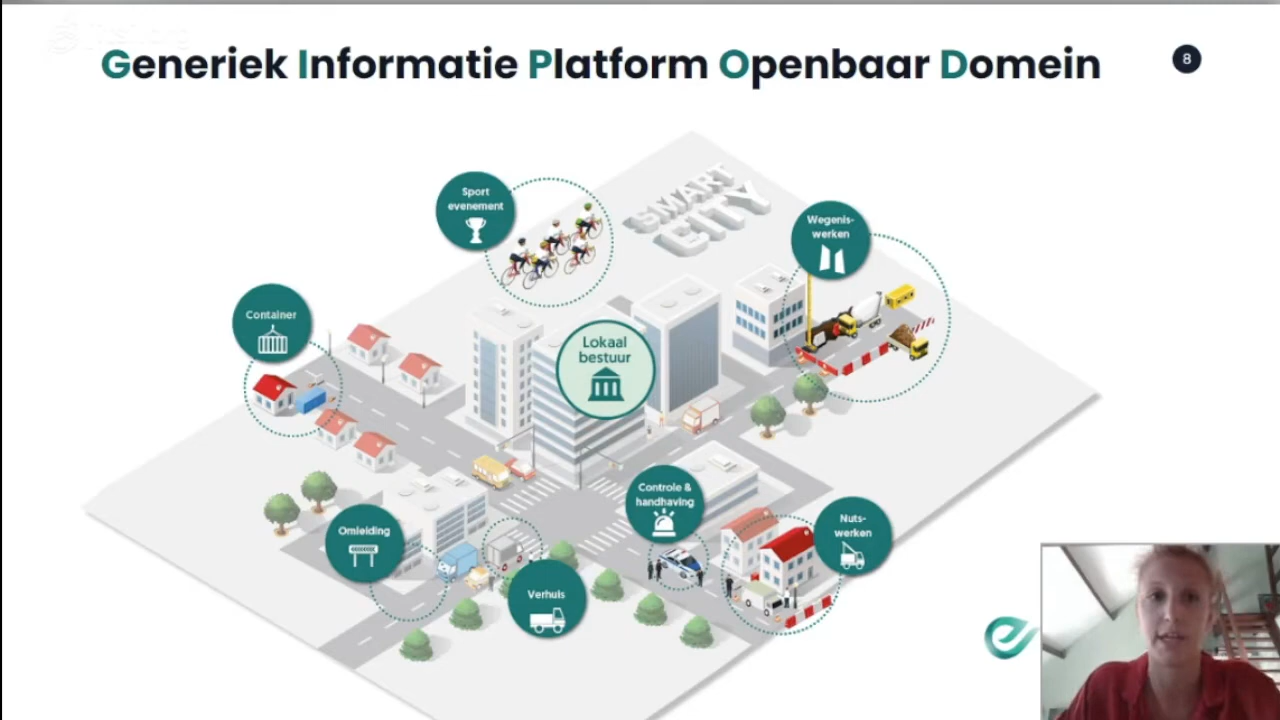 Generiek Informatie Platform Openbaar Domein
8
SMART
CITY
Sport
evenement
Wegenis-
werken
Container
Lokaal
bestuur
Controle &
handhaving
Nuts-
werken
Omleiding
Verhuis